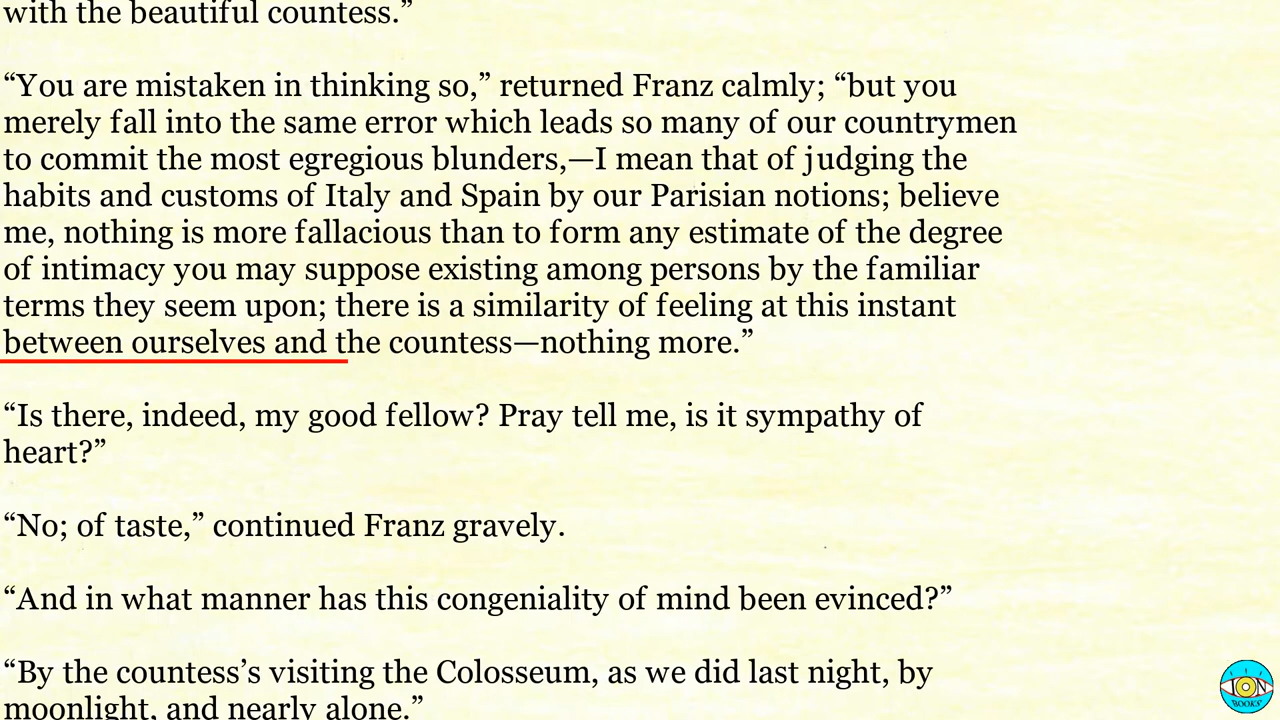 with the beautiful countess.”
“You are mistaken in thinking so,” returned Franz calmly; “but you
merely fall into the same error which leads so many of our countrymen
to commit the most egregious blunders,—I mean that of judging the
habits and customs of Italy and Spain by our Parisian notions; believe
me, nothing is more fallacious than to form any estimate of the degree
of intimacy you may suppose existing among persons by the familiar
terms they seem upon; there is a similarity of feeling at this instant
between ourselves and the countess—nothing more.”
“Is there, indeed, my good fellow? Pray tell me, is it sympathy of
heart?”
“No; of taste,” continued Franz gravely.
“And in what manner has this congeniality of mind been evinced?”
“By the countess’s visiting the Colosseum, as we did last night, by
moonlight, and nearly alone.”
ION
BOOKS